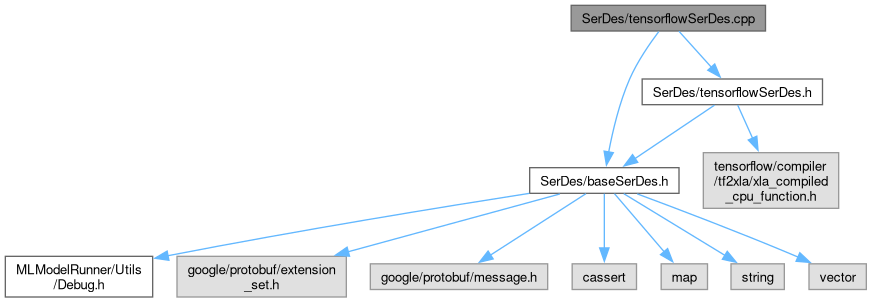 SerDes/tensorflowSerDes.cpp
SerDes/tensorflowSerDes.h
tensorflow/compiler
/tf2xla/xla_compiled
_cpu_function.h
SerDes/baseSerDes.h
MLModelRunner/Utils
/Debug.h
google/protobuf/extension
_set.h
google/protobuf/message.h
cassert
map
string
vector